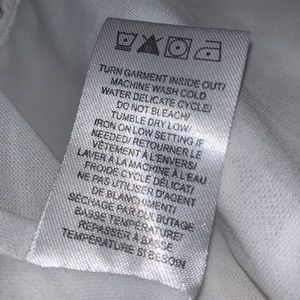 TURN GARMENT INSIDE OUT/
MACHINE WASH COLD
WATER DELICATE CYCLE/
DO NOT BLEACH/
TUMBLE DRY LOW/
IRON ON LOW SETTING IF
NEEDED/ RETOURNER LE
VÊTEMENT À L'ENVERS/
LAVER À LA MACHINE À L'EAU
FROIDE CYCLE DÉLICAT/
NE PAS UTILISER D'AGENT
DE BLANCHIMENT/
SÉCHAGE PAR CULBUTAGE
BASSE TEMPÉRATURE/
REPASSER À BASSE
TEMPÉRATURE SI BESOIN